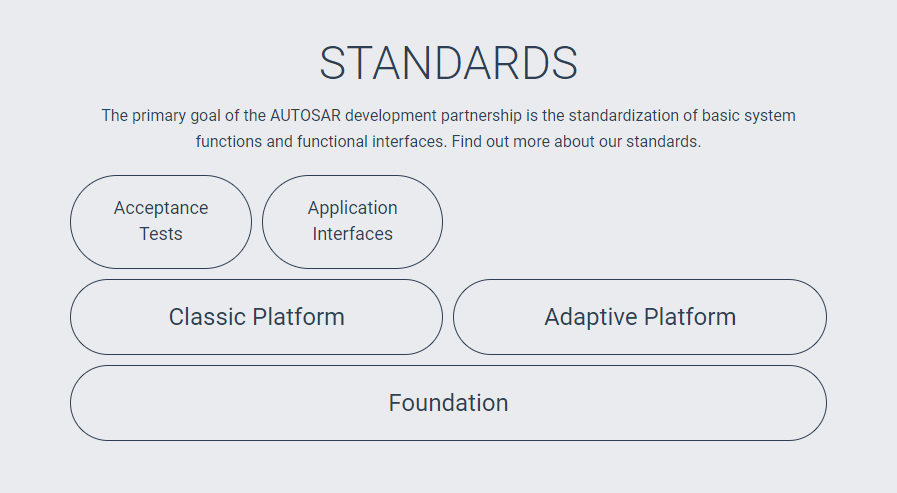 STANDARDS
The primary goal of the AUTOSAR development partnership is the standardization of basic system
functions and functional interfaces. Find out more about our standards.
Acceptance
Tests
Application
Interfaces
Classic Platform
Adaptive Platform
Foundation